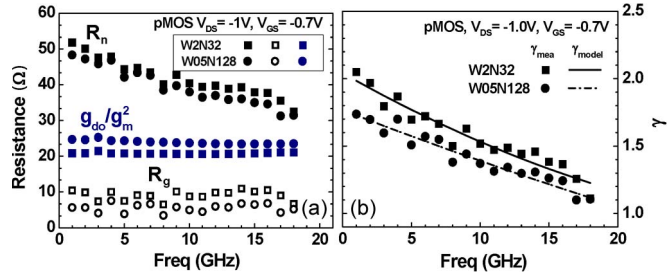 pMOS V_DS= -1V, V_GS= -0.7V
R_n
W2N32
W05N128
g_do/g_m^2
R_g
(a)
Resistance (Ω)
60
50
40
30
20
10
0
0 5 10 15 20
Freq (GHz)
pMOS, V_DS= -1.0V, V_GS= -0.7V
γ_mea γ_model
W2N32
W05N128
(b)
2.5
2.0
1.5
1.0
γ
0 5 10 15 20
Freq (GHz)